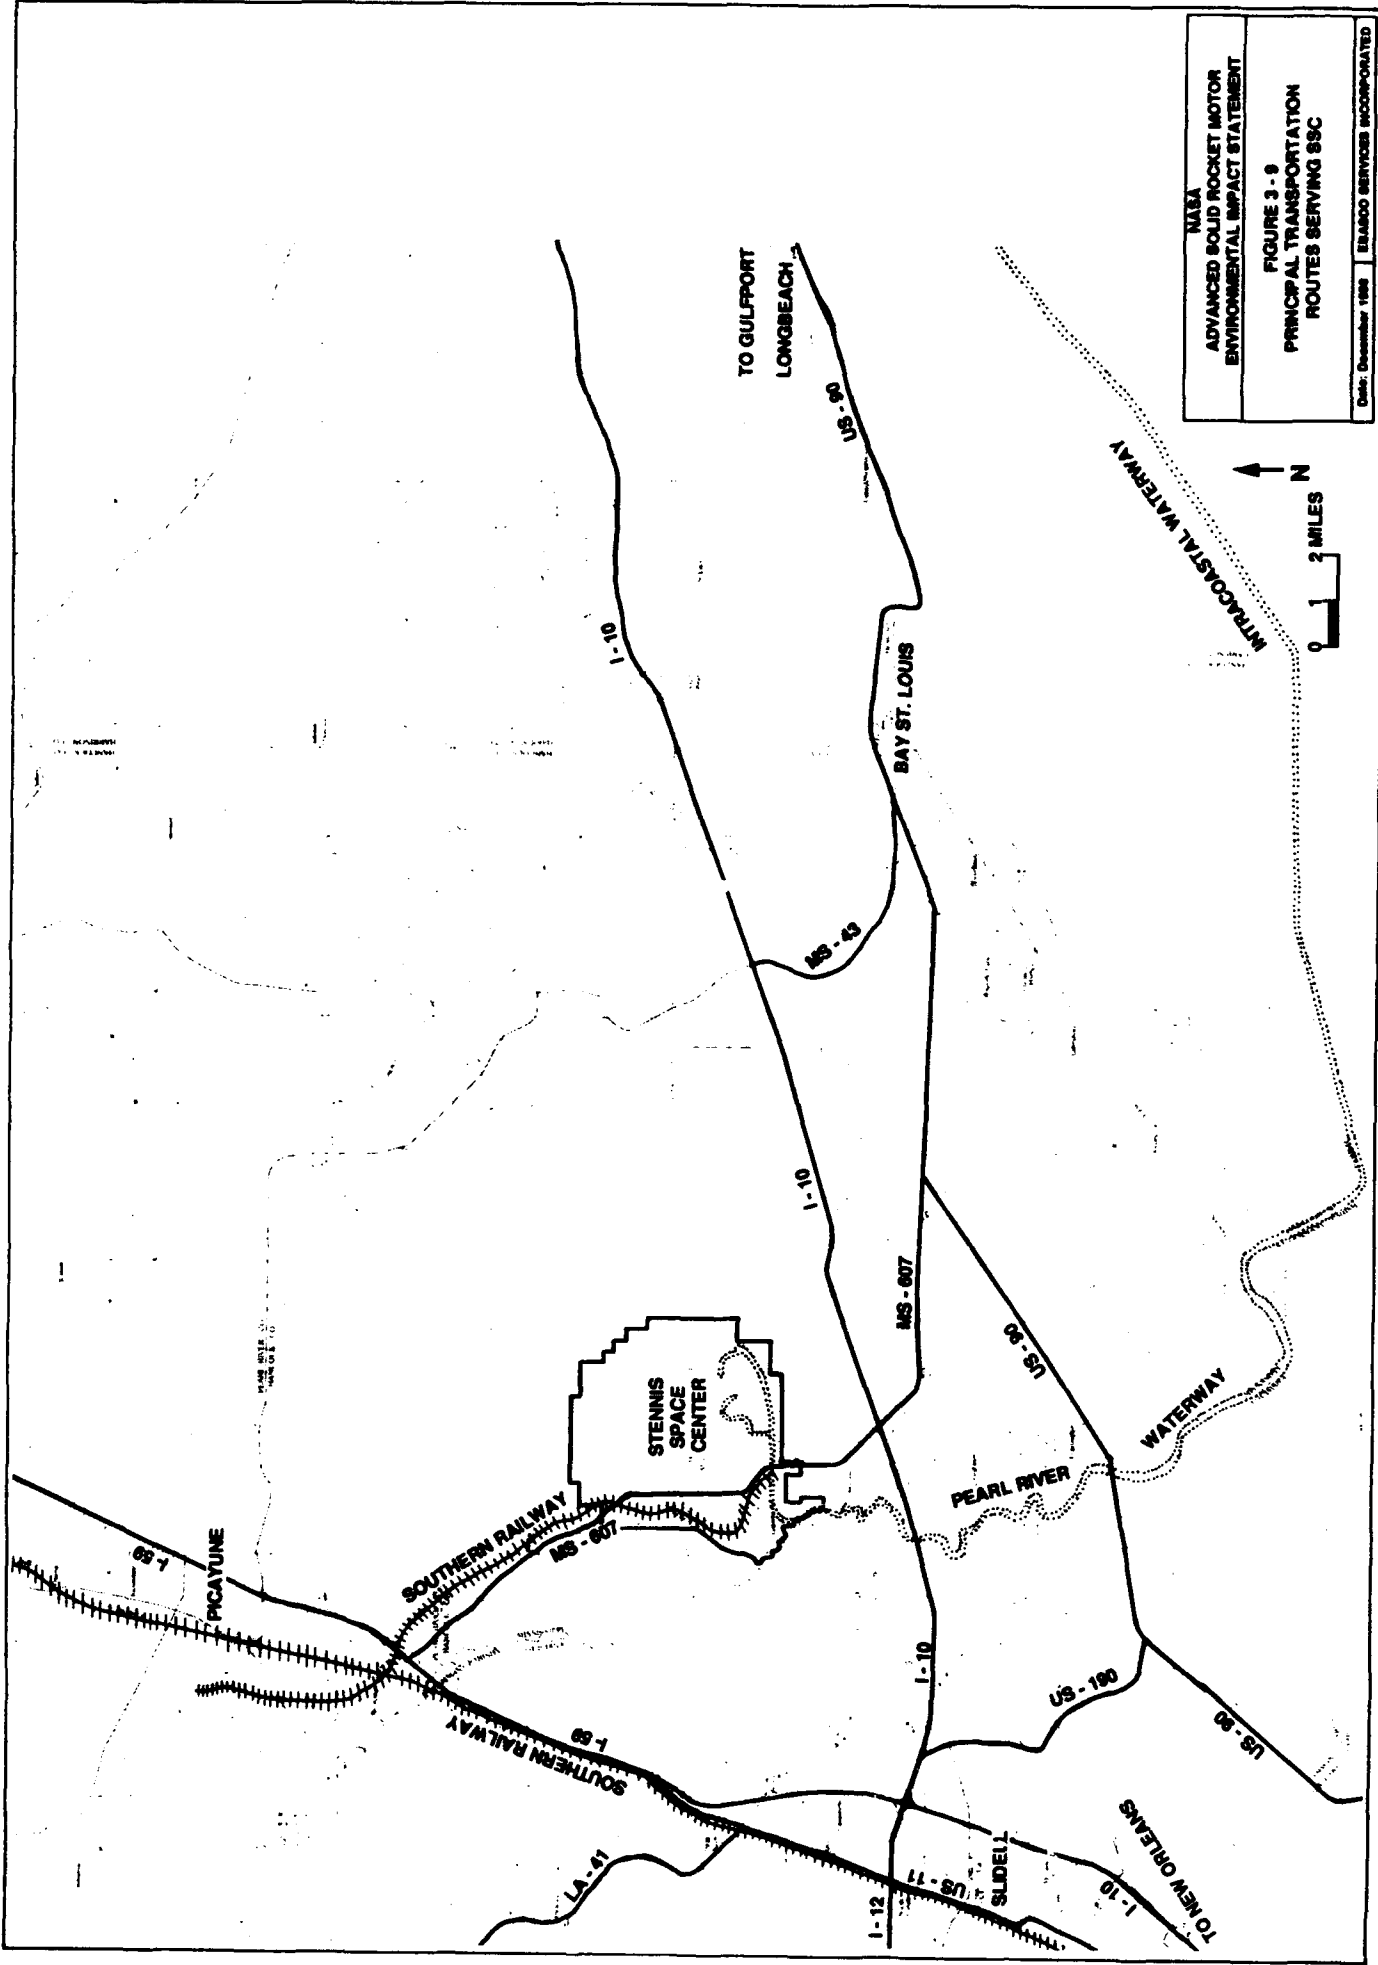 I-59
PICAYUNE
SOUTHERN RAILWAY
MS - 607
SOUTHERN RAILWAY
I-59
LA - 41
STENNIS
SPACE
CENTER
I - 10
I - 10
TO GULFPORT
LONGBEACH
US - 90
MS - 43
BAY ST. LOUIS
MS - 607
US - 90
PEARL RIVER
WATERWAY
I - 10
US - 190
US - 90
I - 12
US - 11
SLIDELL
I - 10
TO NEW ORLEANS
INTRACOASTAL WATERWAY
N
0 1 2 MILES
NASA
ADVANCED SOLID ROCKET MOTOR
ENVIRONMENTAL IMPACT STATEMENT
FIGURE 3 - 9
PRINCIPAL TRANSPORTATION
ROUTES SERVING SSC
Date: December 1988
EBASCO SERVICES INCORPORATED